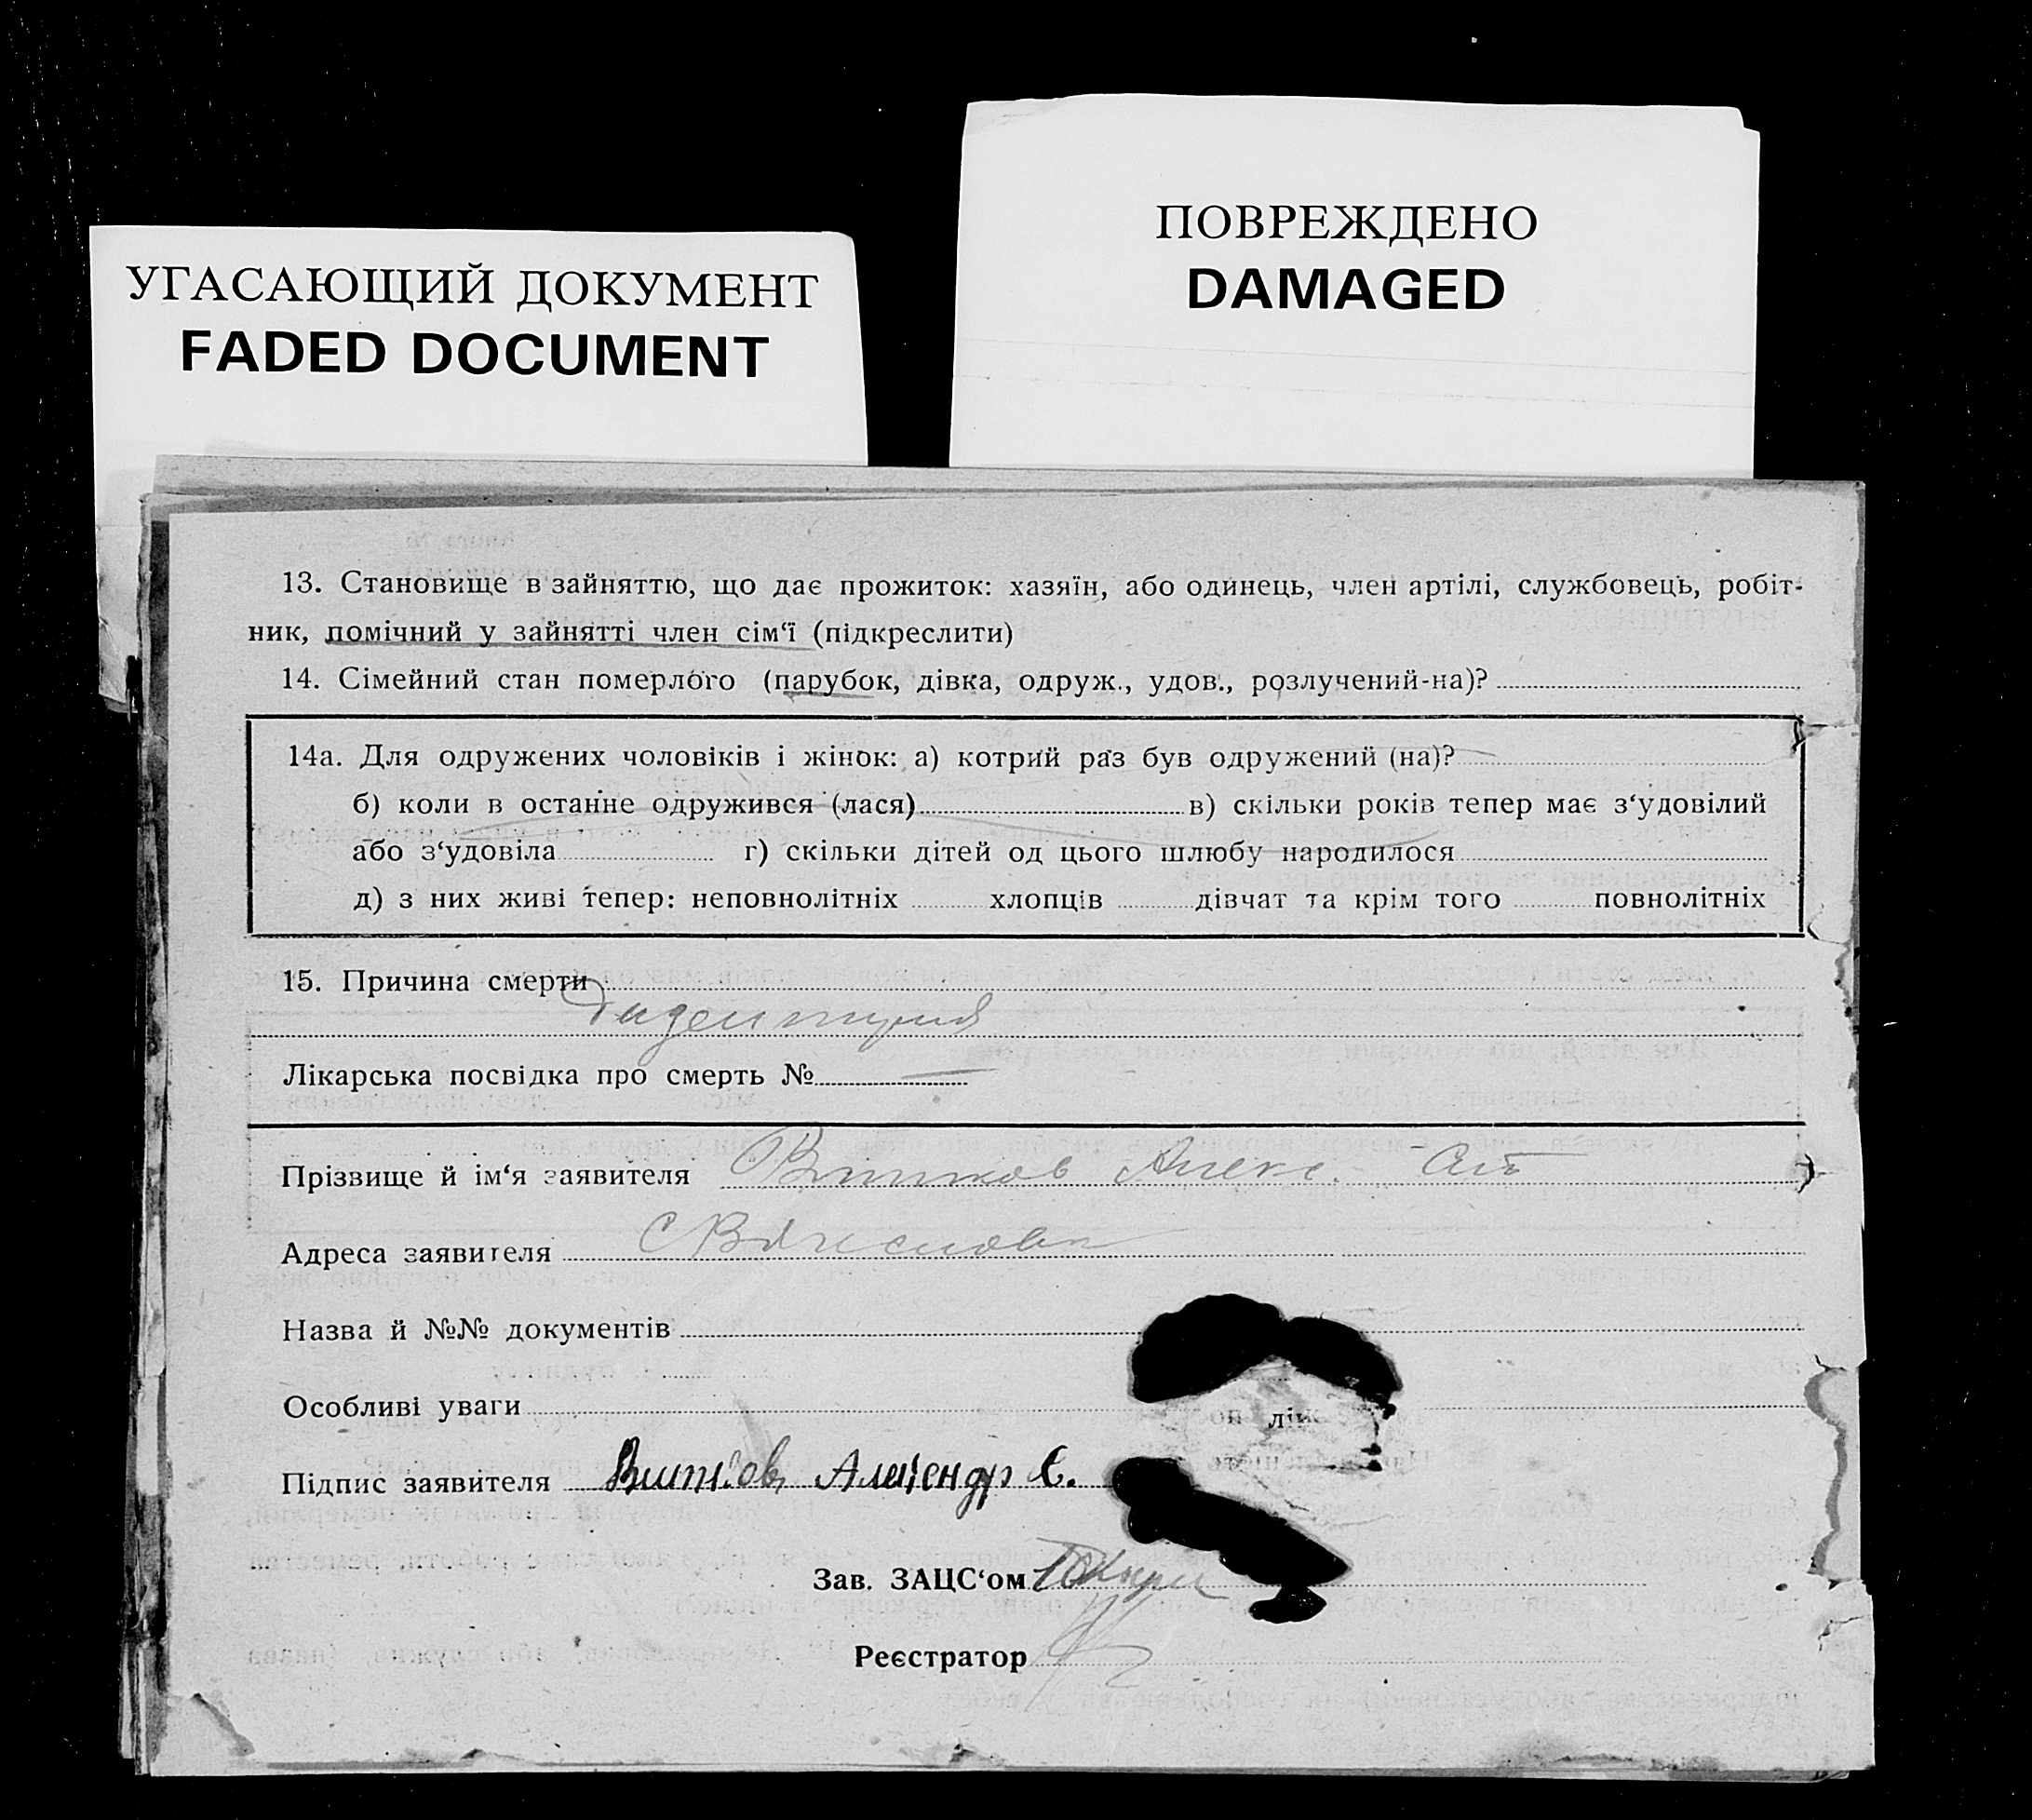 УГАСАЮЩИЙ ДОКУМЕНТ
FADED DOCUMENT
ПОВРЕЖДЕНО
DAMAGED
13. Становище в зайняттю, що дає прожиток: хазяїн, або одинець, член артілі, службовець, робіт-
ник, помічний у зайнятті член сім‘ї (підкреслити)
14. Сімейний стан померлого (парубок, дівка, одруж., удов., розлучений-на)?
14а. Для одружених чоловіків і жінок: а) котрий раз був одружений (на)?
б) коли в останнє одружився (лася) в) скільки років тепер має з‘удовілий
або з‘удовіла г) скільки дітей од цього шлюбу народилося
д) з них живі тепер: неповнолітніх хлопців дівчат та крім того повнолітніх
15. Причина смерти
Лікарська посвідка про смерть №
Прізвище й ім‘я заявителя
Адреса заявителя
Назва й №№ документів
Особливі уваги
Підпис заявителя
Зав. ЗАЦС‘ом
Реєстратор